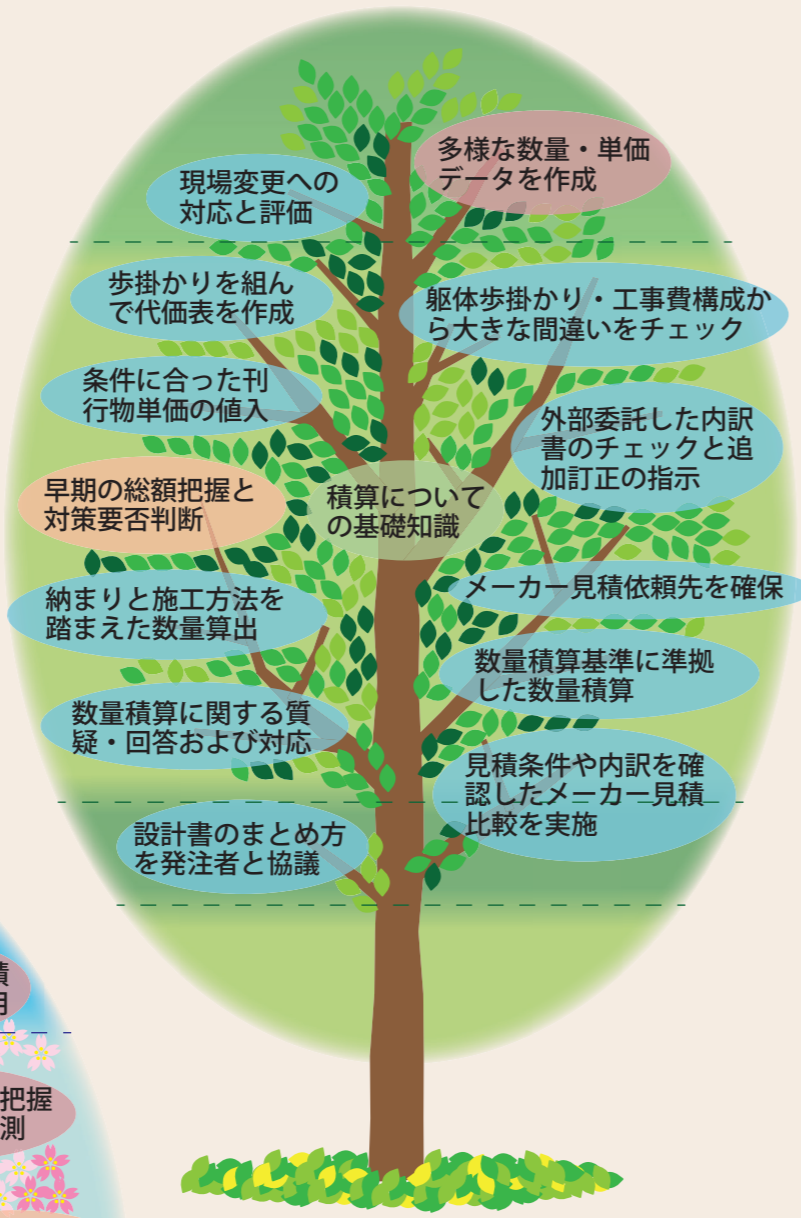 多様な数量・単価
データを作成
現場変更への
対応と評価
歩掛かりを組ん
で代価表を作成
躯体歩掛かり・工事費構成か
ら大きな間違いをチェック
条件に合った刊
行物単価の値入
外部委託した内訳
書のチェックと追
加訂正の指示
早期の総額把握と
対策要否判断
積算について
の基礎知識
納まりと施工方法を
踏まえた数量算出
メーカー見積依頼先を確保
数量積算基準に準拠
した数量積算
数量積算に関する質
疑・回答および対応
見積条件や内訳を確
認したメーカー見積
比較を実施
設計書のまとめ方
を発注者と協議
把握
測